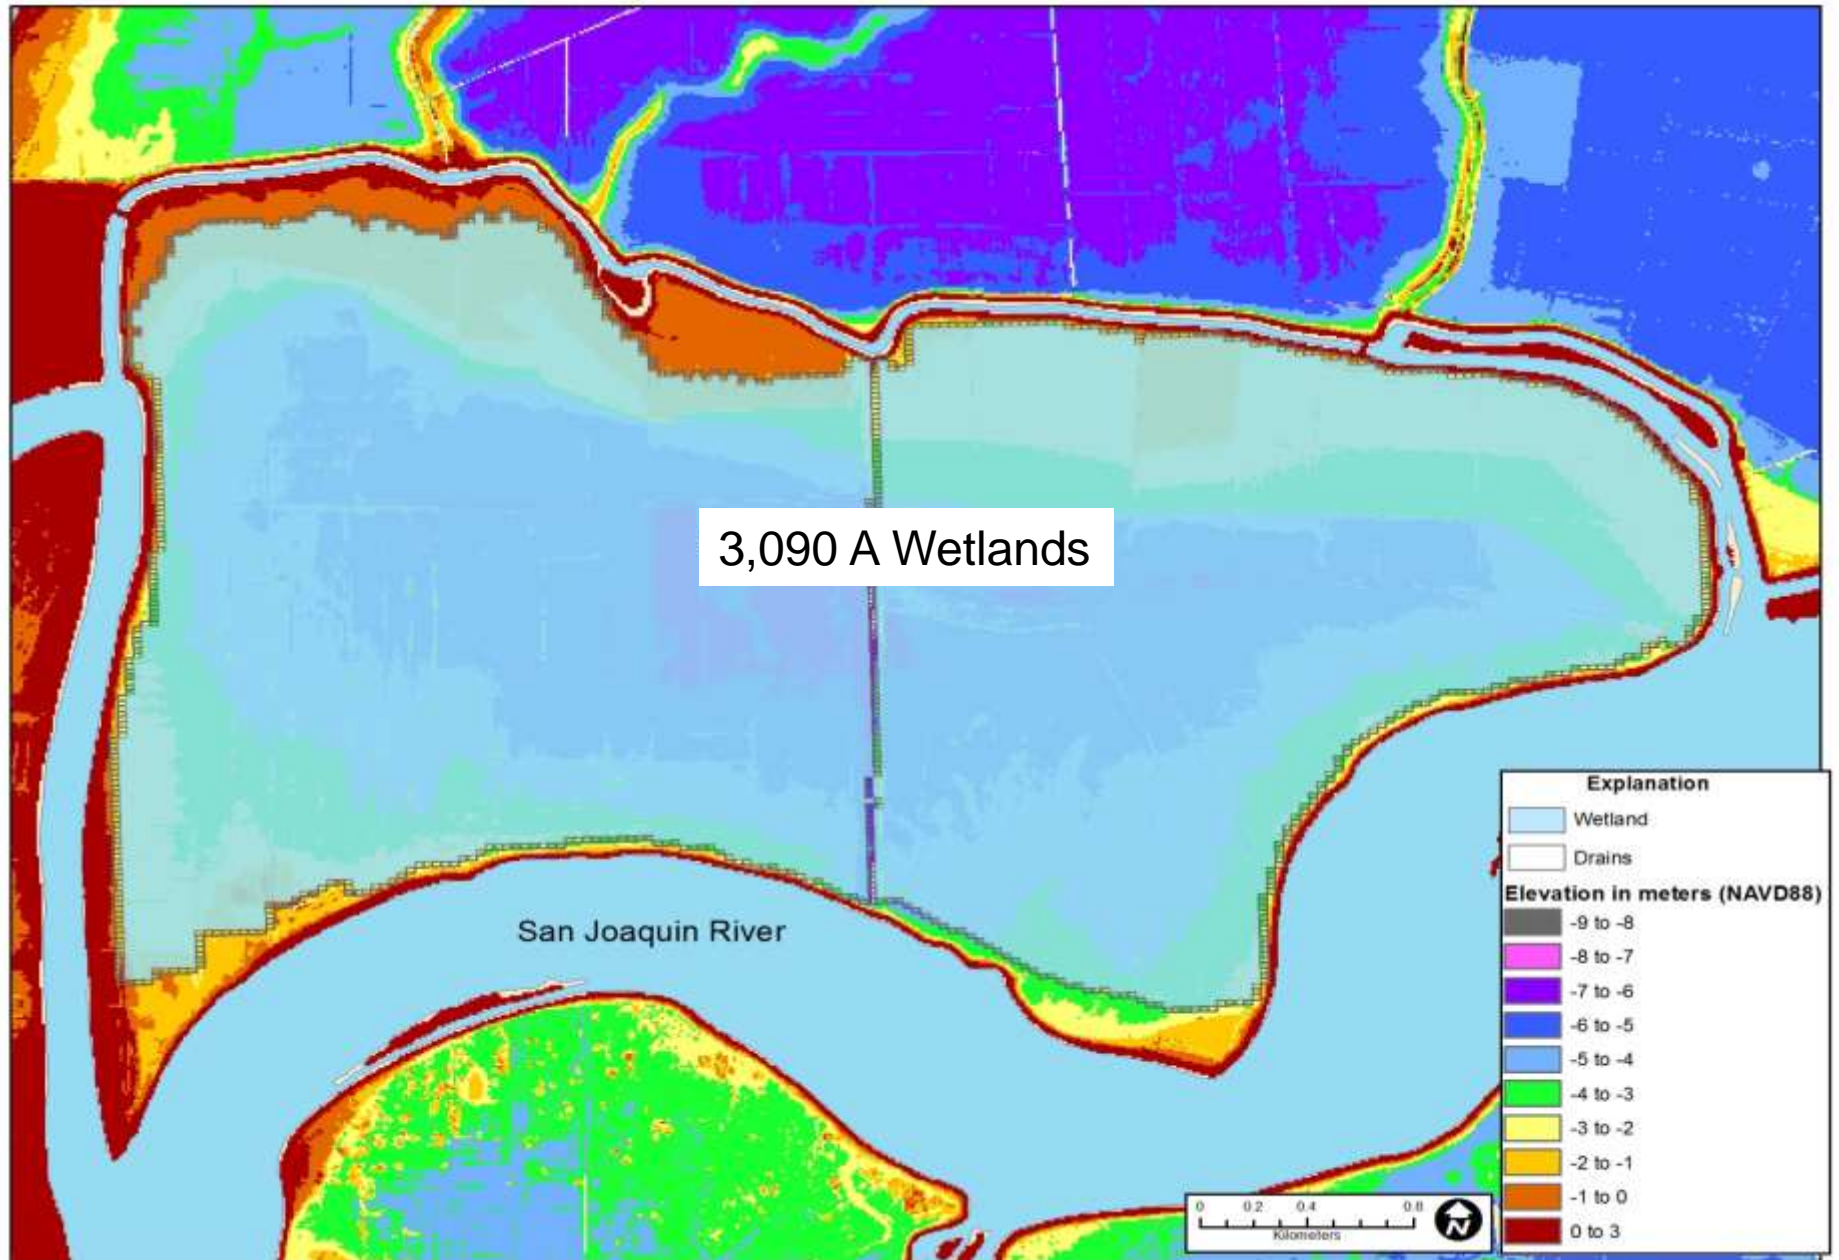 3,090 A Wetlands
San Joaquin River
Explanation
Wetland
Drains
Elevation in meters (NAVD88)
-9 to -8
-8 to -7
-7 to -6
-6 to -5
-5 to -4
-4 to -3
-3 to -2
-2 to -1
-1 to 0
0 to 3
0 0.2 0.4 0.8
Kilometers
N